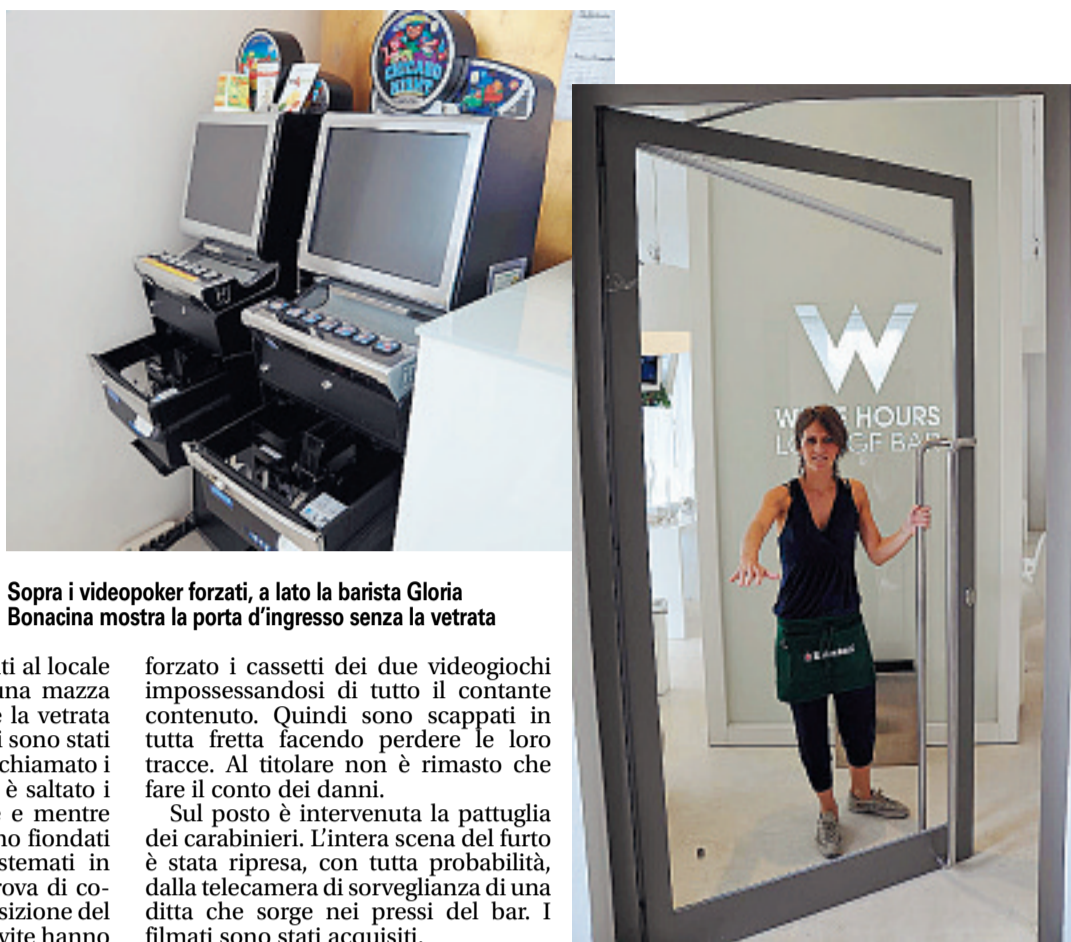 CHICAGO
NIGHT
W
HOURS
Sopra i videopoker forzati, a lato la barista Gloria
Bonacina mostra la porta d'ingresso senza la vetrata
ti al locale
una mazza
e la vetrata
i sono stati
chiamato i
è saltato i
e e mentre
no fiondati
stemati in
rova di co-
sizione del
vite hanno
forzato i cassetti dei due videogiochi
impossessandosi di tutto il contante
contenuto. Quindi sono scappati in
tutta fretta facendo perdere le loro
tracce. Al titolare non è rimasto che
fare il conto dei danni.
Sul posto è intervenuta la pattuglia
dei carabinieri. L'intera scena del furto
è stata ripresa, con tutta probabilità,
dalla telecamera di sorveglianza di una
ditta che sorge nei pressi del bar. I
filmati sono stati acquisiti.